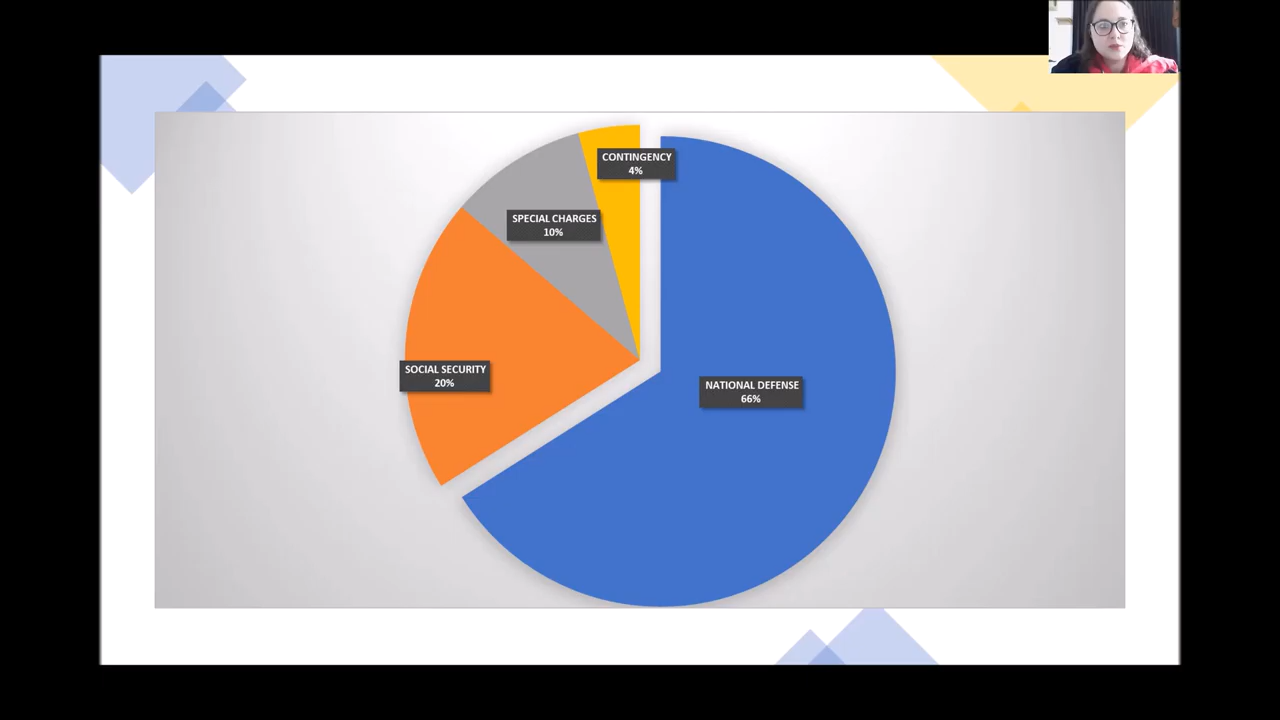 CONTINGENCY
4%
SPECIAL CHARGES
10%
SOCIAL SECURITY
20%
NATIONAL DEFENSE
66%